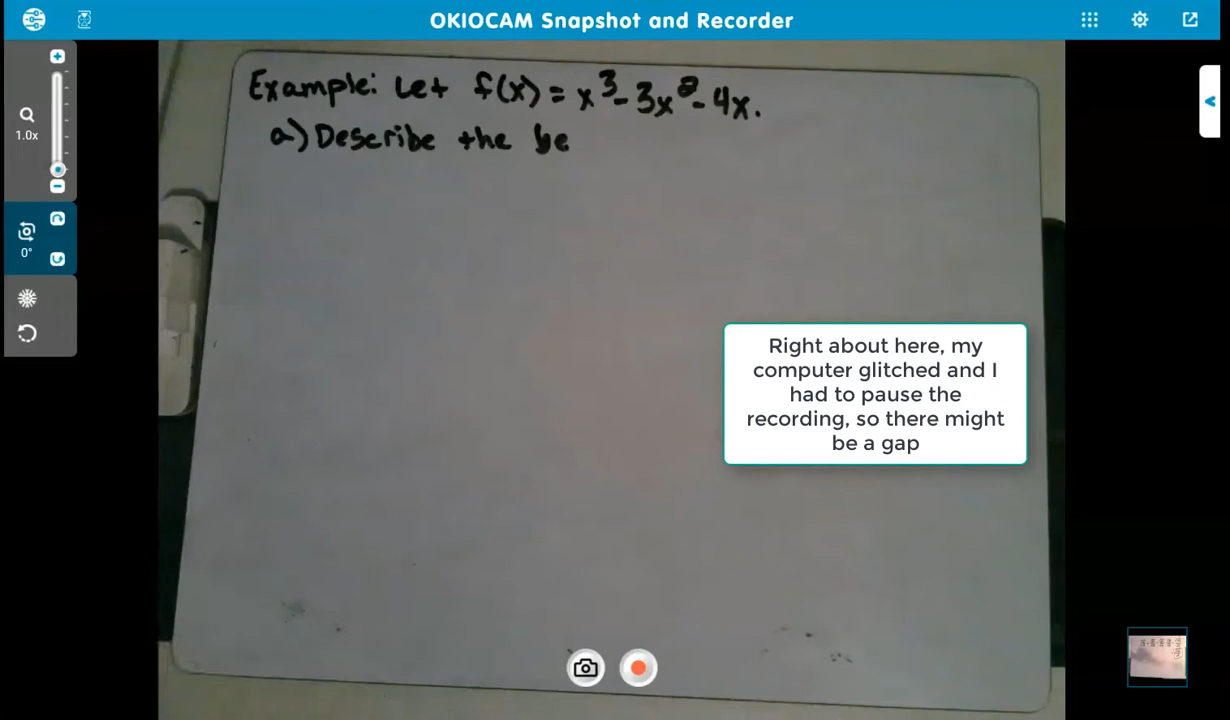 OKIOCAM Snapshot and Recorder
1.0x
0°
Example: Let f(x) = x³ - 3x² - 4x.
a) Describe the be
Right about here, my
computer glitched and I
had to pause the
recording, so there might
be a gap